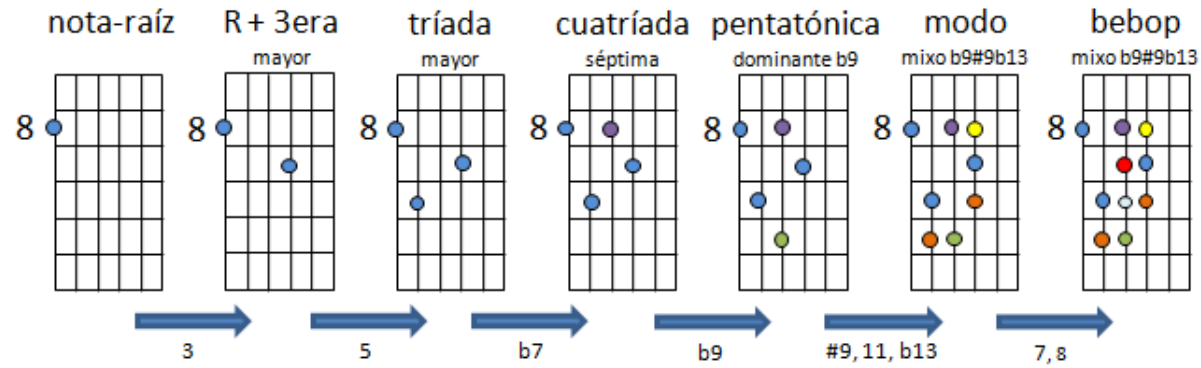 nota-raíz R + 3era tríada cuatríada pentatónica modo bebop
mayor mayor séptima dominante b9 mixo b9#9b13 mixo b9#9b13
8 8 8 8 8 8 8
3 5 b7 b9 #9, 11, b13 7, 8